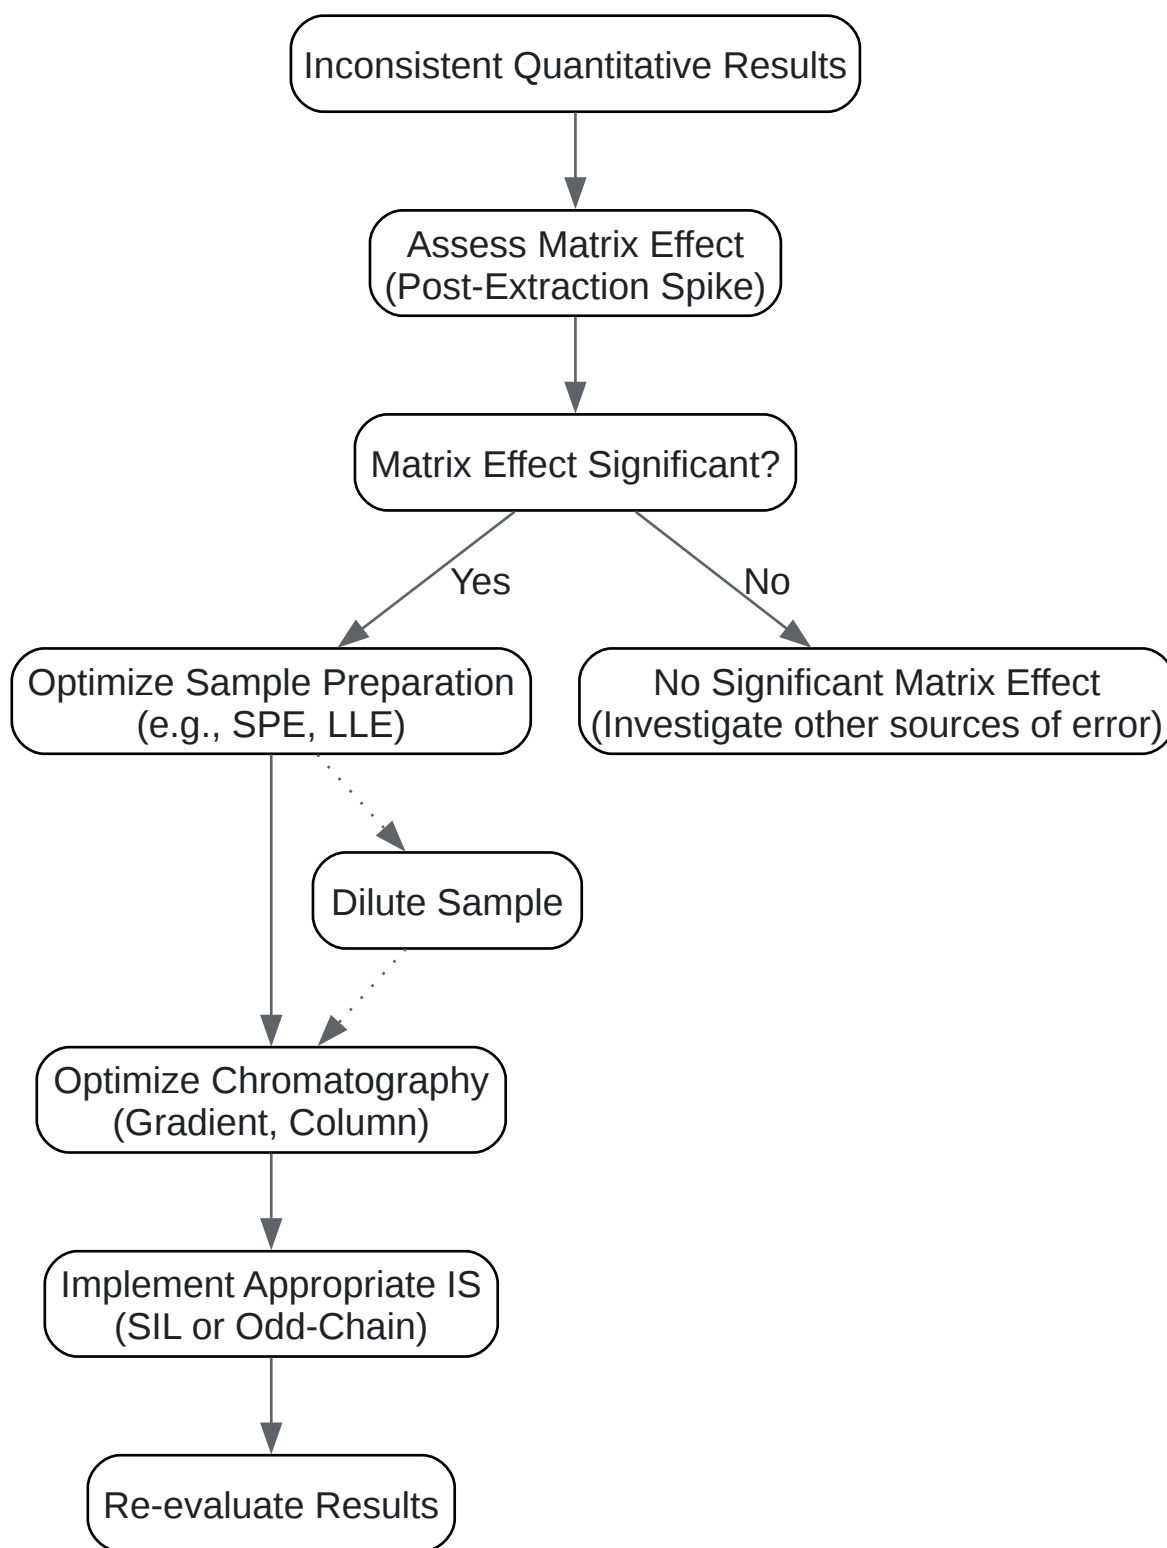 Inconsistent Quantitative Results
Assess Matrix Effect
(Post-Extraction Spike)
Matrix Effect Significant?
Yes
No
Optimize Sample Preparation
(e.g., SPE, LLE)
No Significant Matrix Effect
(Investigate other sources of error)
Dilute Sample
Optimize Chromatography
(Gradient, Column)
Implement Appropriate IS
(SIL or Odd-Chain)
Re-evaluate Results